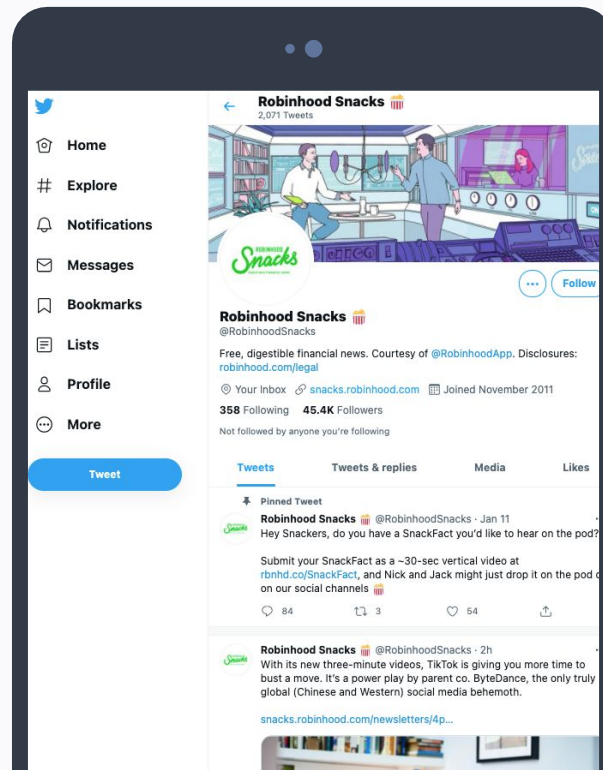 Robinhood Snacks 🍿
2,071 Tweets
Home
Explore
Notifications
Messages
Bookmarks
Lists
Profile
More
Tweet
Snacks
ROBINHOOD
Snacks
Follow
Robinhood Snacks 🍿
@RobinhoodSnacks
Free, digestible financial news. Courtesy of @RobinhoodApp. Disclosures:
robinhood.com/legal
Your Inbox snacks.robinhood.com Joined November 2011
358 Following 45.4K Followers
Not followed by anyone you're following
Tweets Tweets & replies Media Likes
Pinned Tweet
Robinhood Snacks 🍿 @RobinhoodSnacks · Jan 11
Hey Snackers, do you have a SnackFact you'd like to hear on the pod?
Submit your SnackFact as a ~30-sec vertical video at
rbnhd.co/SnackFact, and Nick and Jack might just drop it on the pod
on our social channels 🍿
84 3 54
Robinhood Snacks 🍿 @RobinhoodSnacks · 2h
With its new three-minute videos, TikTok is giving you more time to
bust a move. It's a power play by parent co. ByteDance, the only truly
global (Chinese and Western) social media behemoth.
snacks.robinhood.com/newsletters/4p...